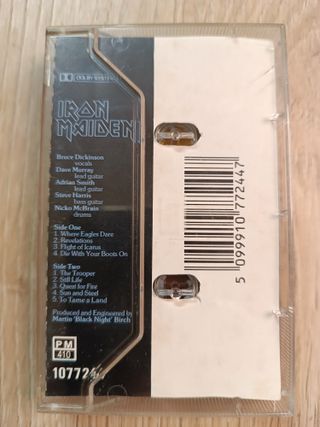 DOLBY SYSTEM
IRON
MAIDEN
Bruce Dickinson
vocals
Dave Murray
lead guitar
Adrian Smith
lead guitar
Steve Harris
bass guitar
Nicko McBrain
drums
Side One
1. Where Eagles Dare
2. Revelations
3. Flight of Icarus
4. Die With Your Boots On
Side Two
1. The Trooper
2. Still Life
3. Quest for Fire
4. Sun and Steel
5. To Tame a Land
Produced and Engineered by
Martin 'Black Night' Birch
PM
410
107724
5 099910 772447